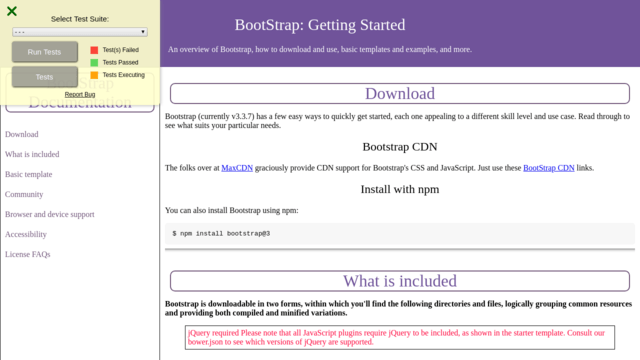 Select Test Suite:
- - -
Run Tests
Tests
Test(s) Failed
Tests Passed
Tests Executing
Report Bug
Documentation
Download
What is included
Basic template
Community
Browser and device support
Accessibility
License FAQs
BootStrap: Getting Started
An overview of Bootstrap, how to download and use, basic templates and examples, and more.
Download
Bootstrap (currently v3.3.7) has a few easy ways to quickly get started, each one appealing to a different skill level and use case. Read through to
see what suits your particular needs.
Bootstrap CDN
The folks over at MaxCDN graciously provide CDN support for Bootstrap's CSS and JavaScript. Just use these BootStrap CDN links.
Install with npm
You can also install Bootstrap using npm:
$ npm install bootstrap@3
What is included
Bootstrap is downloadable in two forms, within which you'll find the following directories and files, logically grouping common resources
and providing both compiled and minified variations.
jQuery required Please note that all JavaScript plugins require jQuery to be included, as shown in the starter template. Consult our
bower.json to see which versions of jQuery are supported.